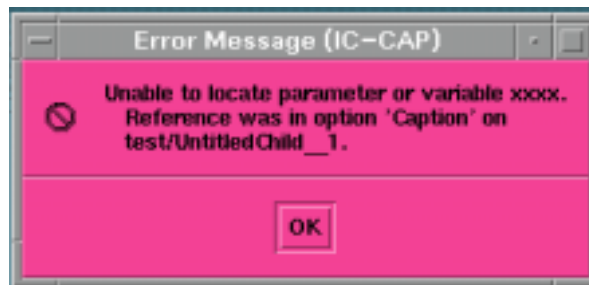 Error Message (IC-CAP)
Unable to locate parameter or variable xxxx.
Reference was in option 'Caption' on
test/UntitledChild__1.
OK